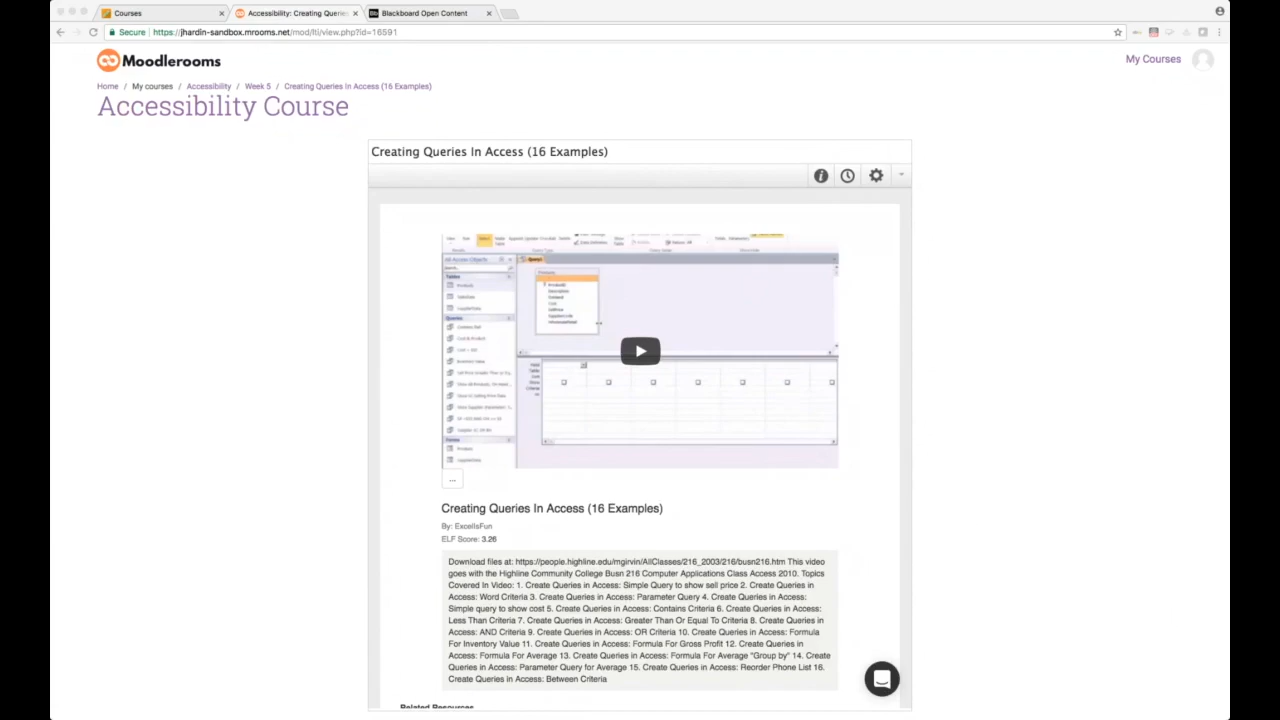 Courses
Accessibility: Creating Queries
Blackboard Open Content
Secure https://jhardin-sandbox.mrooms.net/mod/lti/view.php?id=16591
Moodlerooms
My Courses
Home / My courses / Accessibility / Week 5 / Creating Queries In Access (16 Examples)
Accessibility Course
Creating Queries In Access (16 Examples)
All Access Objects
Query1
Tables
Products
Queries
Forms
...
Creating Queries In Access (16 Examples)
By: ExcelIsFun
ELF Score: 3.26
Download files at: https://people.highline.edu/mgirvin/AllClasses/216_2003/216/busn216.htm This video
goes with the Highline Community College Busn 216 Computer Applications Class Access 2010. Topics
Covered In Video: 1. Create Queries in Access: Simple Query to show sell price 2. Create Queries in
Access: Word Criteria 3. Create Queries in Access: Parameter Query 4. Create Queries in Access:
Simple query to show cost 5. Create Queries in Access: Contains Criteria 6. Create Queries in Access:
Less Than Criteria 7. Create Queries in Access: Greater Than Or Equal To Criteria 8. Create Queries in
Access: AND Criteria 9. Create Queries in Access: OR Criteria 10. Create Queries in Access: Formula
For Inventory Value 11. Create Queries in Access: Formula For Gross Profit 12. Create Queries in
Access: Formula For Average 13. Create Queries in Access: Formula For Average "Group by" 14. Create
Queries in Access: Parameter Query for Average 15. Create Queries in Access: Reorder Phone List 16.
Create Queries in Access: Between Criteria
Related Resources